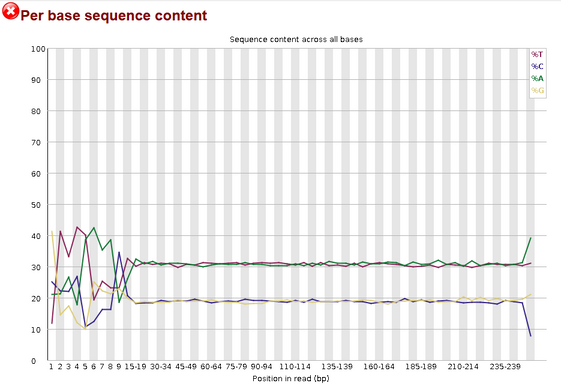 Per base sequence content
Sequence content across all bases
%T
%C
%A
%G
100
90
80
70
60
50
40
30
20
10
0
1 2 3 4 5 6 7 8 9 15-19 30-34 45-49 60-64 75-79 90-94 110-114 135-139 160-164 185-189 210-214 235-239
Position in read (bp)